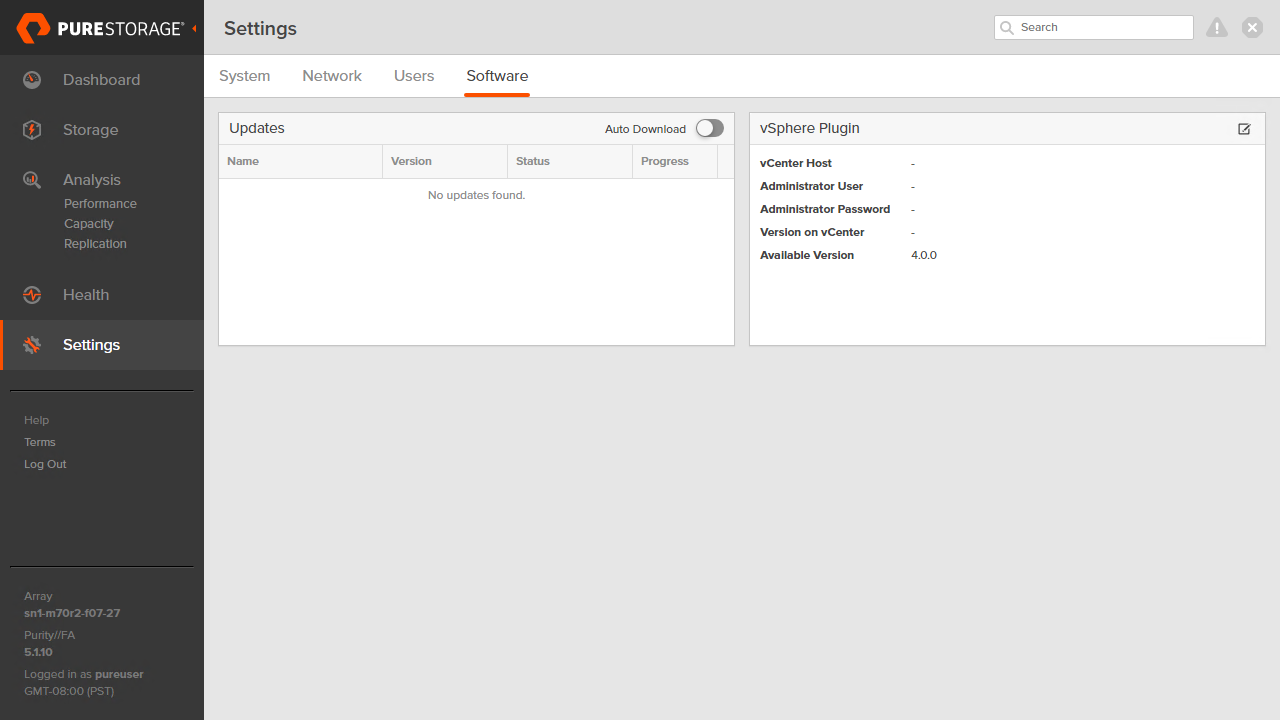 PURESTORAGE®
Dashboard
Storage
Analysis
Performance
Capacity
Replication
Health
Settings
Help
Terms
Log Out
Array
sn1-m70r2-f07-27
Purity//FA
5.1.10
Logged in as pureuser
GMT-08:00 (PST)
Settings
Search
System Network Users Software
Updates Auto Download
Name Version Status Progress
No updates found.
vSphere Plugin
vCenter Host -
Administrator User -
Administrator Password -
Version on vCenter -
Available Version 4.0.0